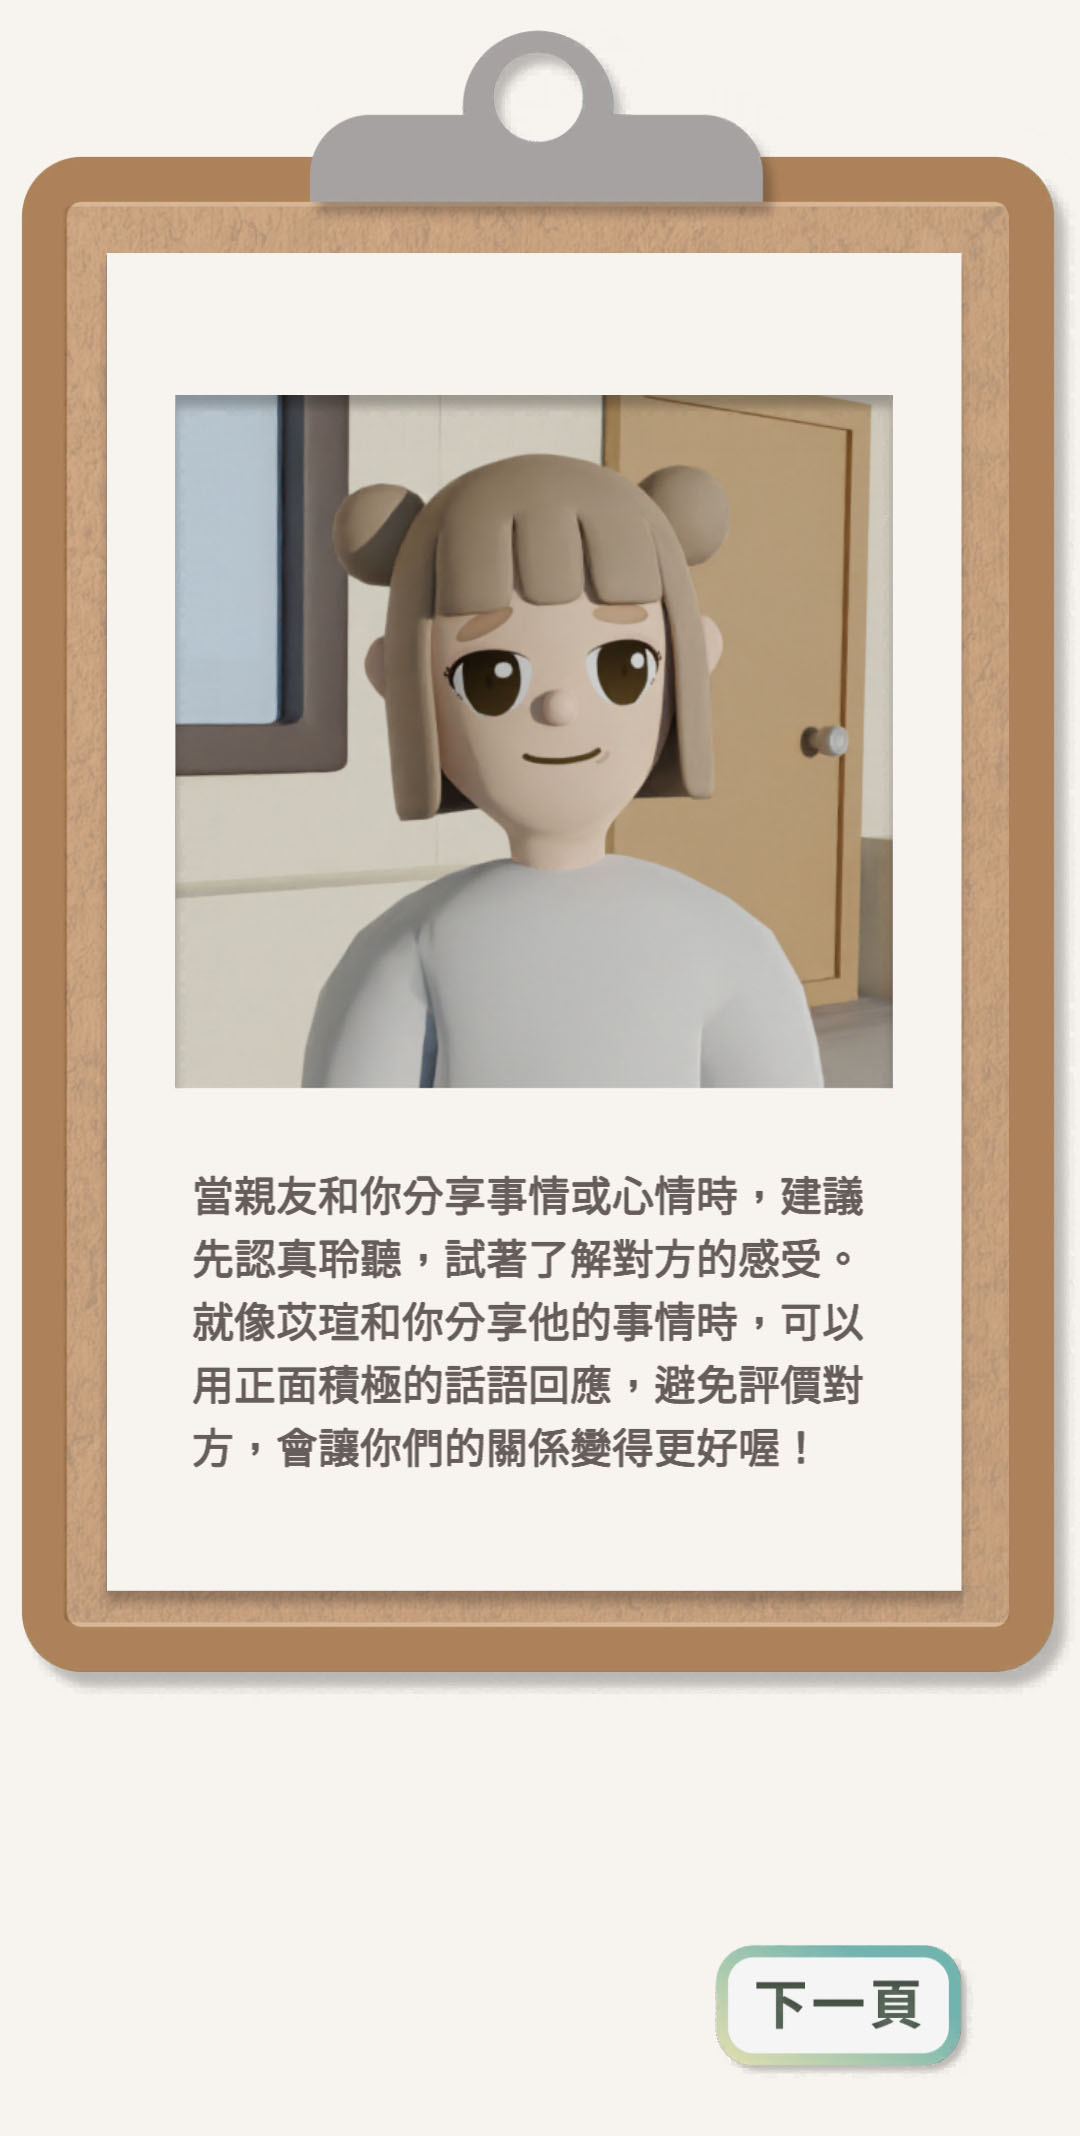 當親友和你分享事情或心情時，建議
先認真聆聽，試著了解對方的感受。
就像苡瑄和你分享他的事情時，可以
用正面積極的話語回應，避免評價對
方，會讓你們的關係變得更好喔！
下一頁